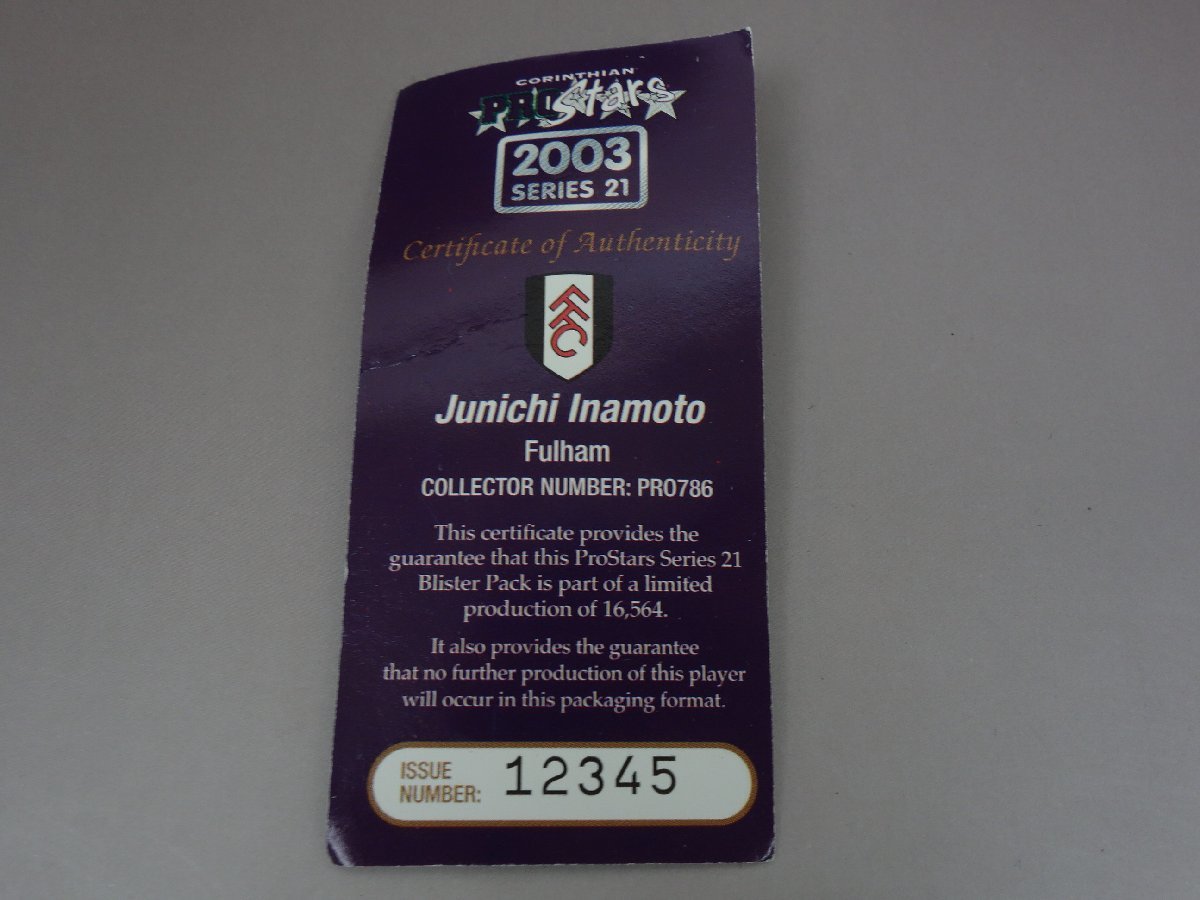 CORINTHIAN
PROStars
2003
SERIES 21
Certificate of Authenticity
FFC
Junichi Inamoto
Fulham
COLLECTOR NUMBER: PRO786
This certificate provides the
guarantee that this ProStars Series 21
Blister Pack is part of a limited
production of 16,564.
It also provides the guarantee
that no further production of this player
will occur in this packaging format.
ISSUE
NUMBER: 12345